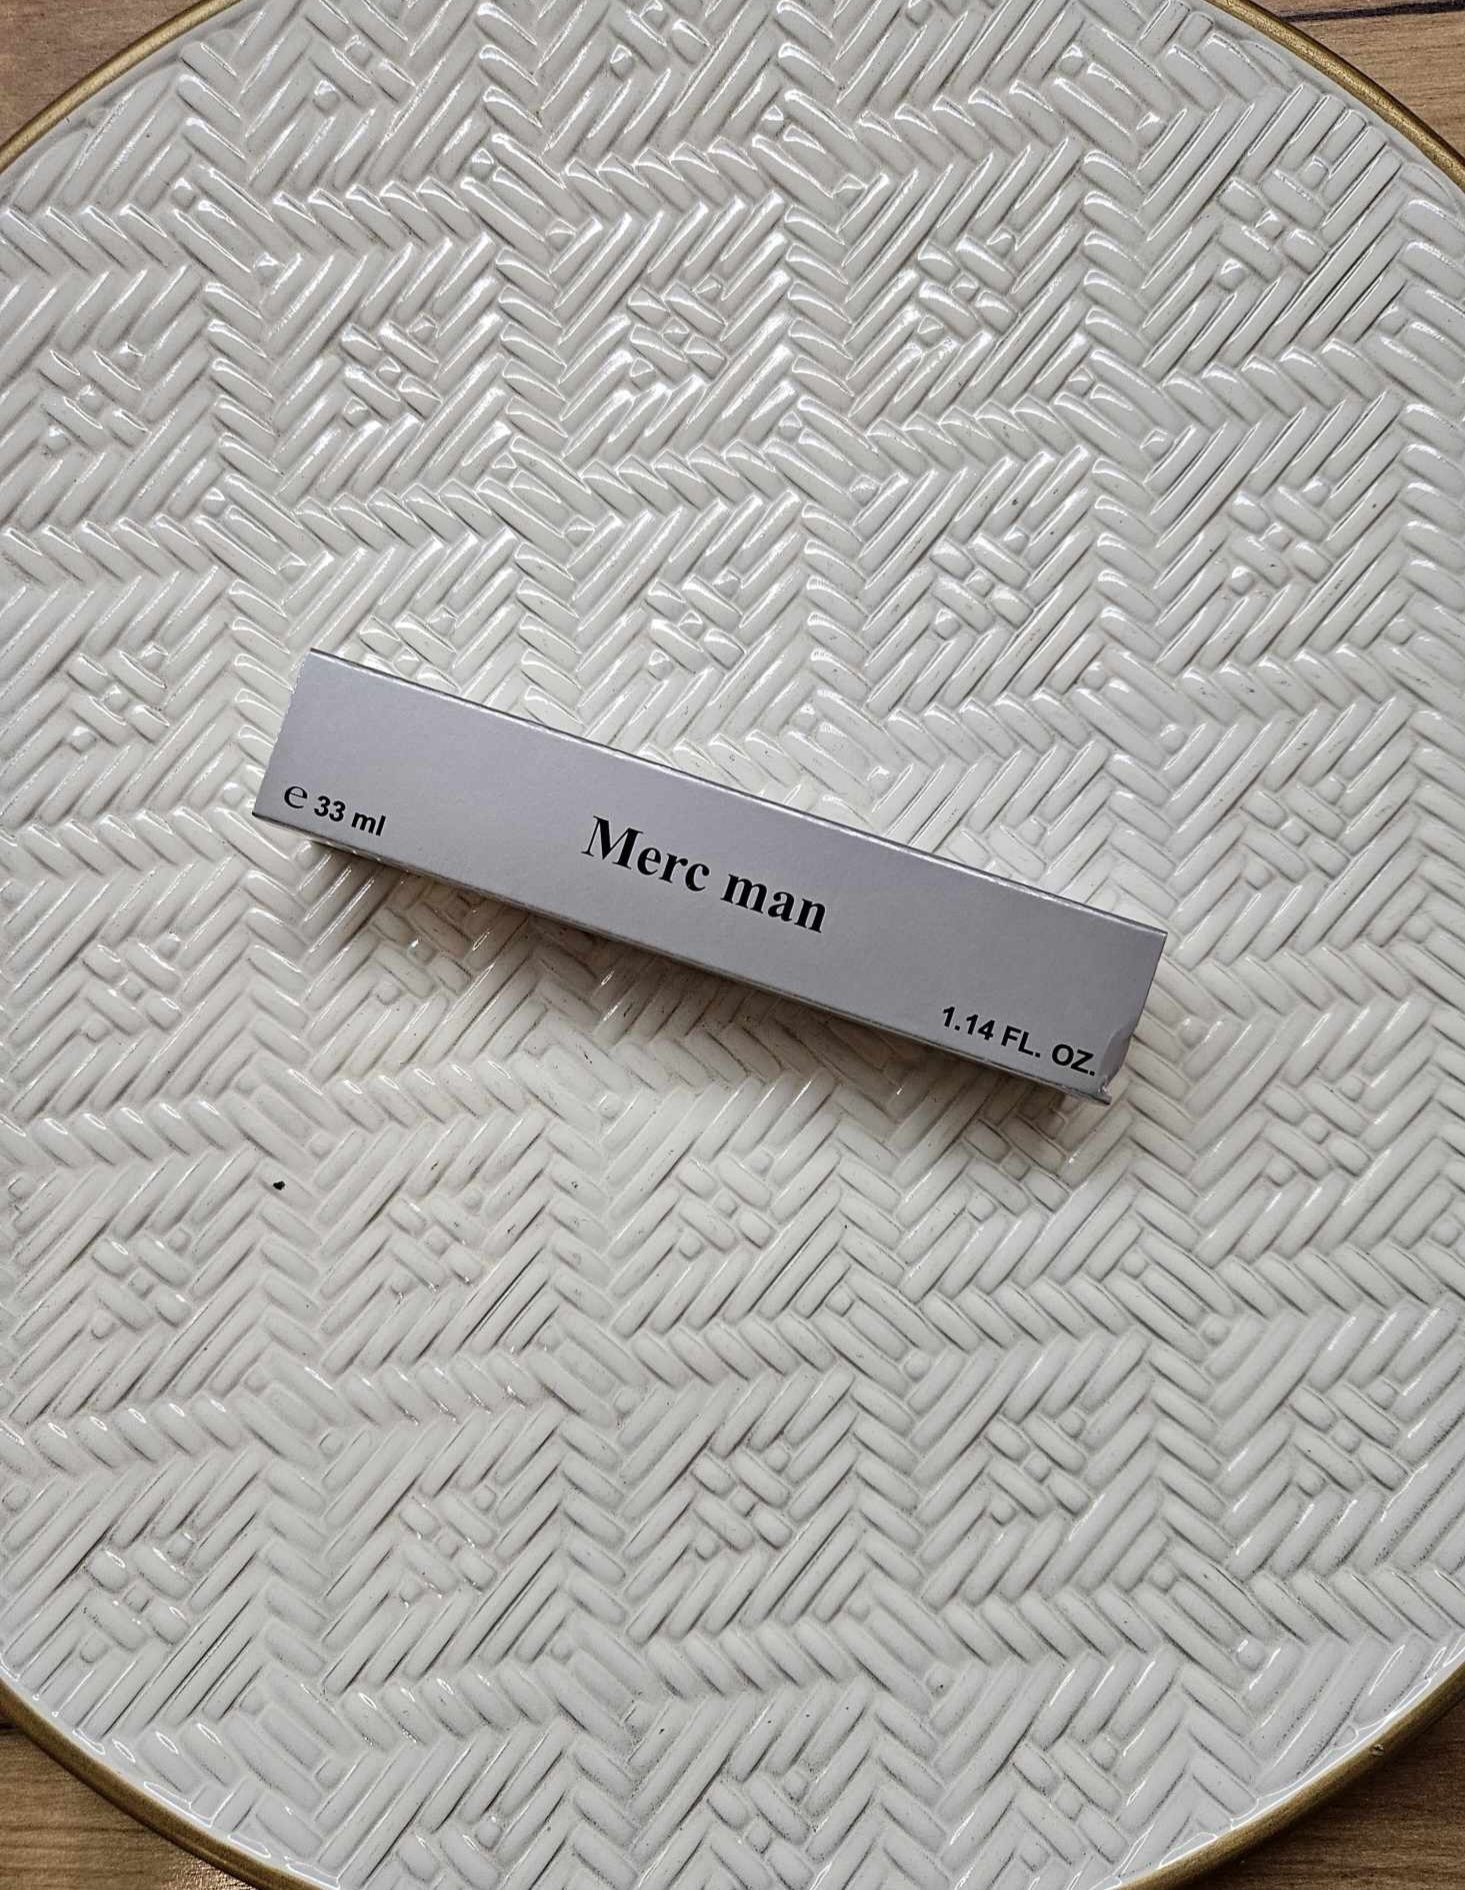 ℮ 33 ml
Merc man
1.14 FL. OZ.